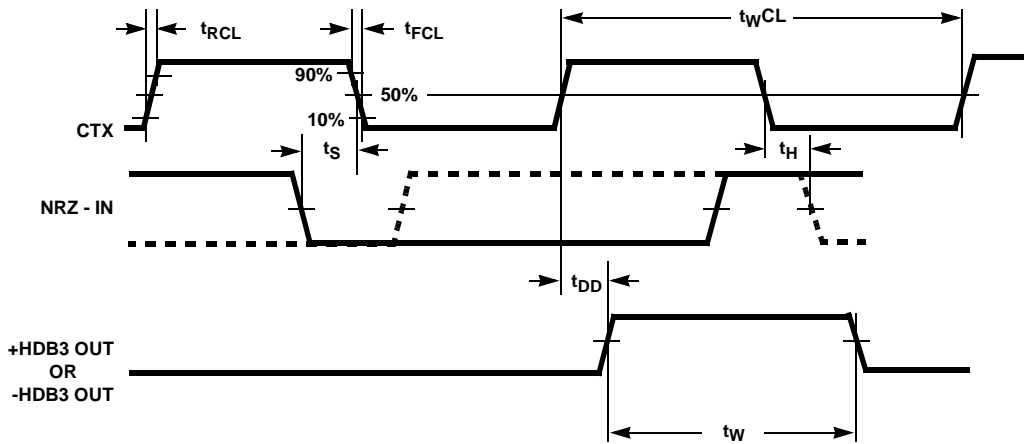 tRCL
tFCL
tWCL
90%
50%
10%
CTX
tS
tH
NRZ - IN
tDD
+HDB3 OUT
OR
-HDB3 OUT
tW